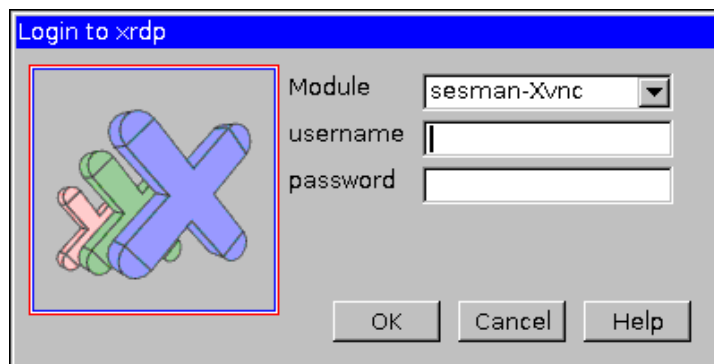 Login to xrdp
Module sesman-Xvnc
username
password
OK Cancel Help